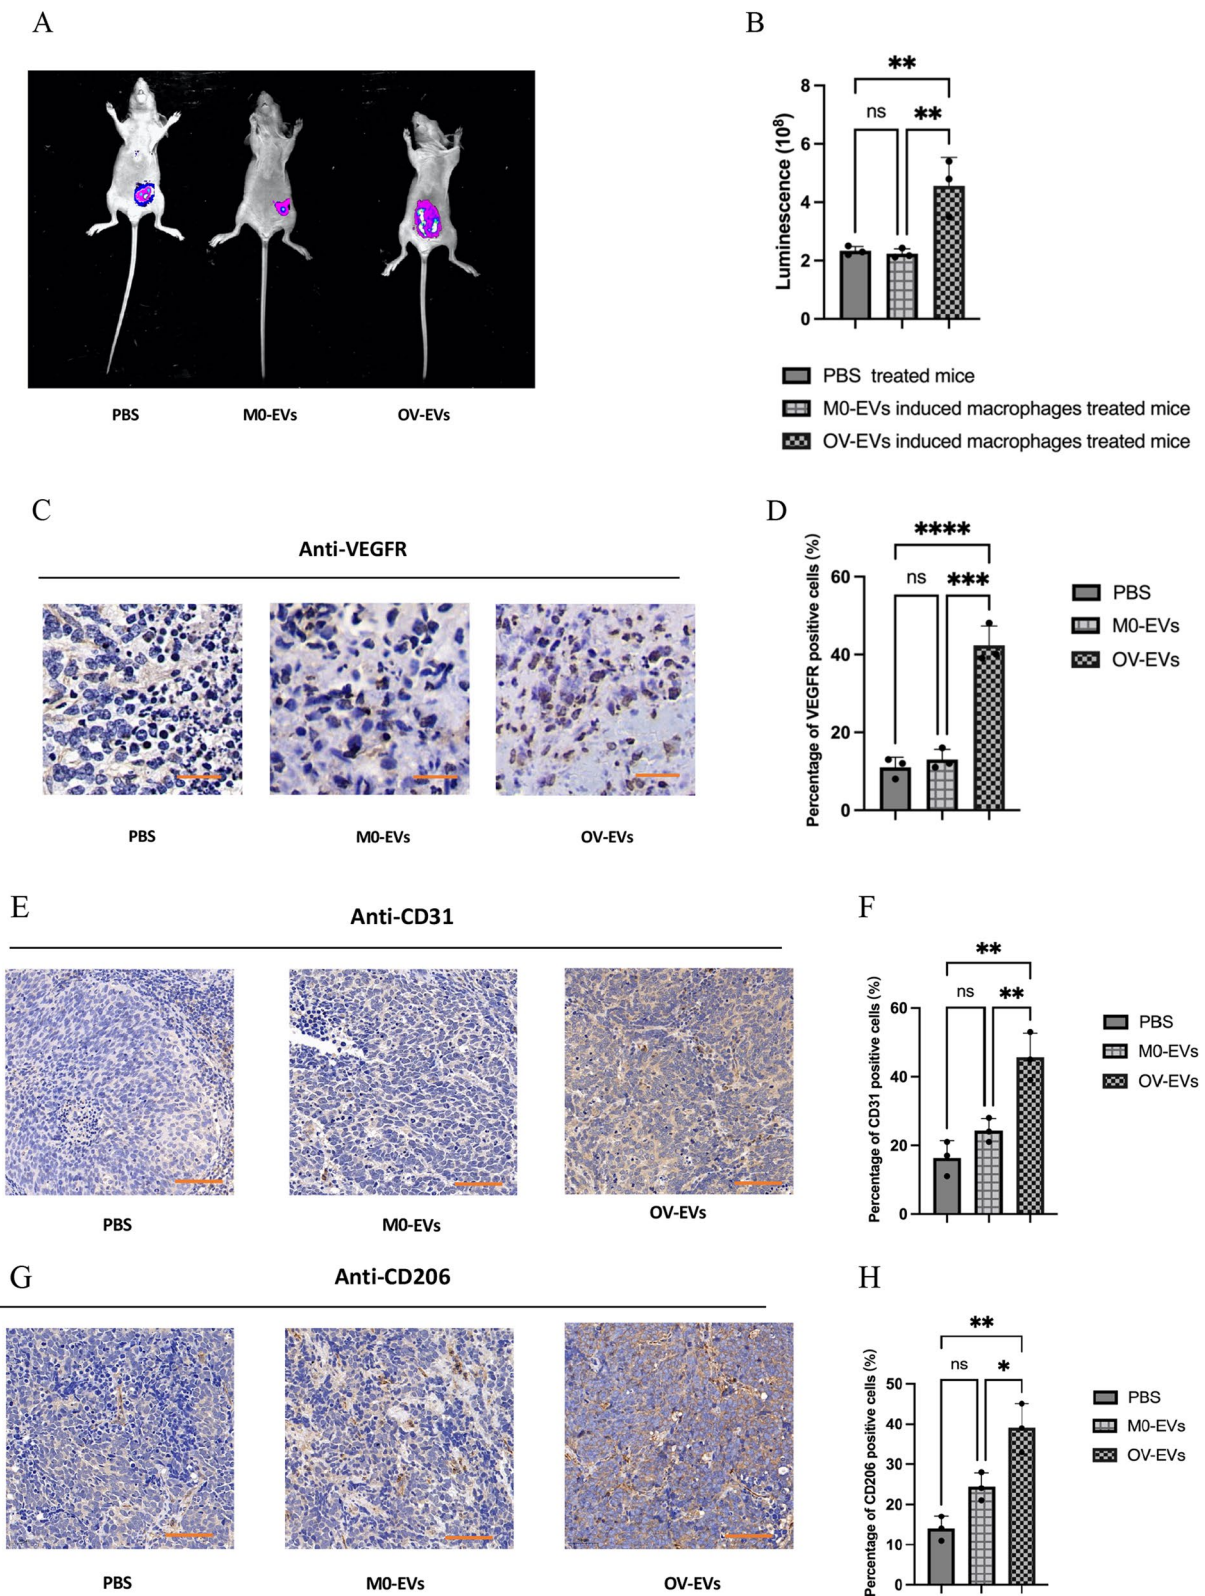 A
PBS
M0-EVs
OV-EVs
B
Luminescence (10⁸)
8
6
4
2
0
**
ns
**
PBS treated mice
M0-EVs induced macrophages treated mice
OV-EVs induced macrophages treated mice
C
Anti-VEGFR
PBS
M0-EVs
OV-EVs
D
Percentage of VEGFR positive cells (%)
60
40
20
0
****
ns
***
PBS
M0-EVs
OV-EVs
E
Anti-CD31
PBS
M0-EVs
OV-EVs
F
Percentage of CD31 positive cells (%)
60
40
20
0
**
ns
**
PBS
M0-EVs
OV-EVs
G
Anti-CD206
PBS
M0-EVs
OV-EVs
H
Percentage of CD206 positive cells (%)
50
40
30
20
10
0
**
ns
*
PBS
M0-EVs
OV-EVs